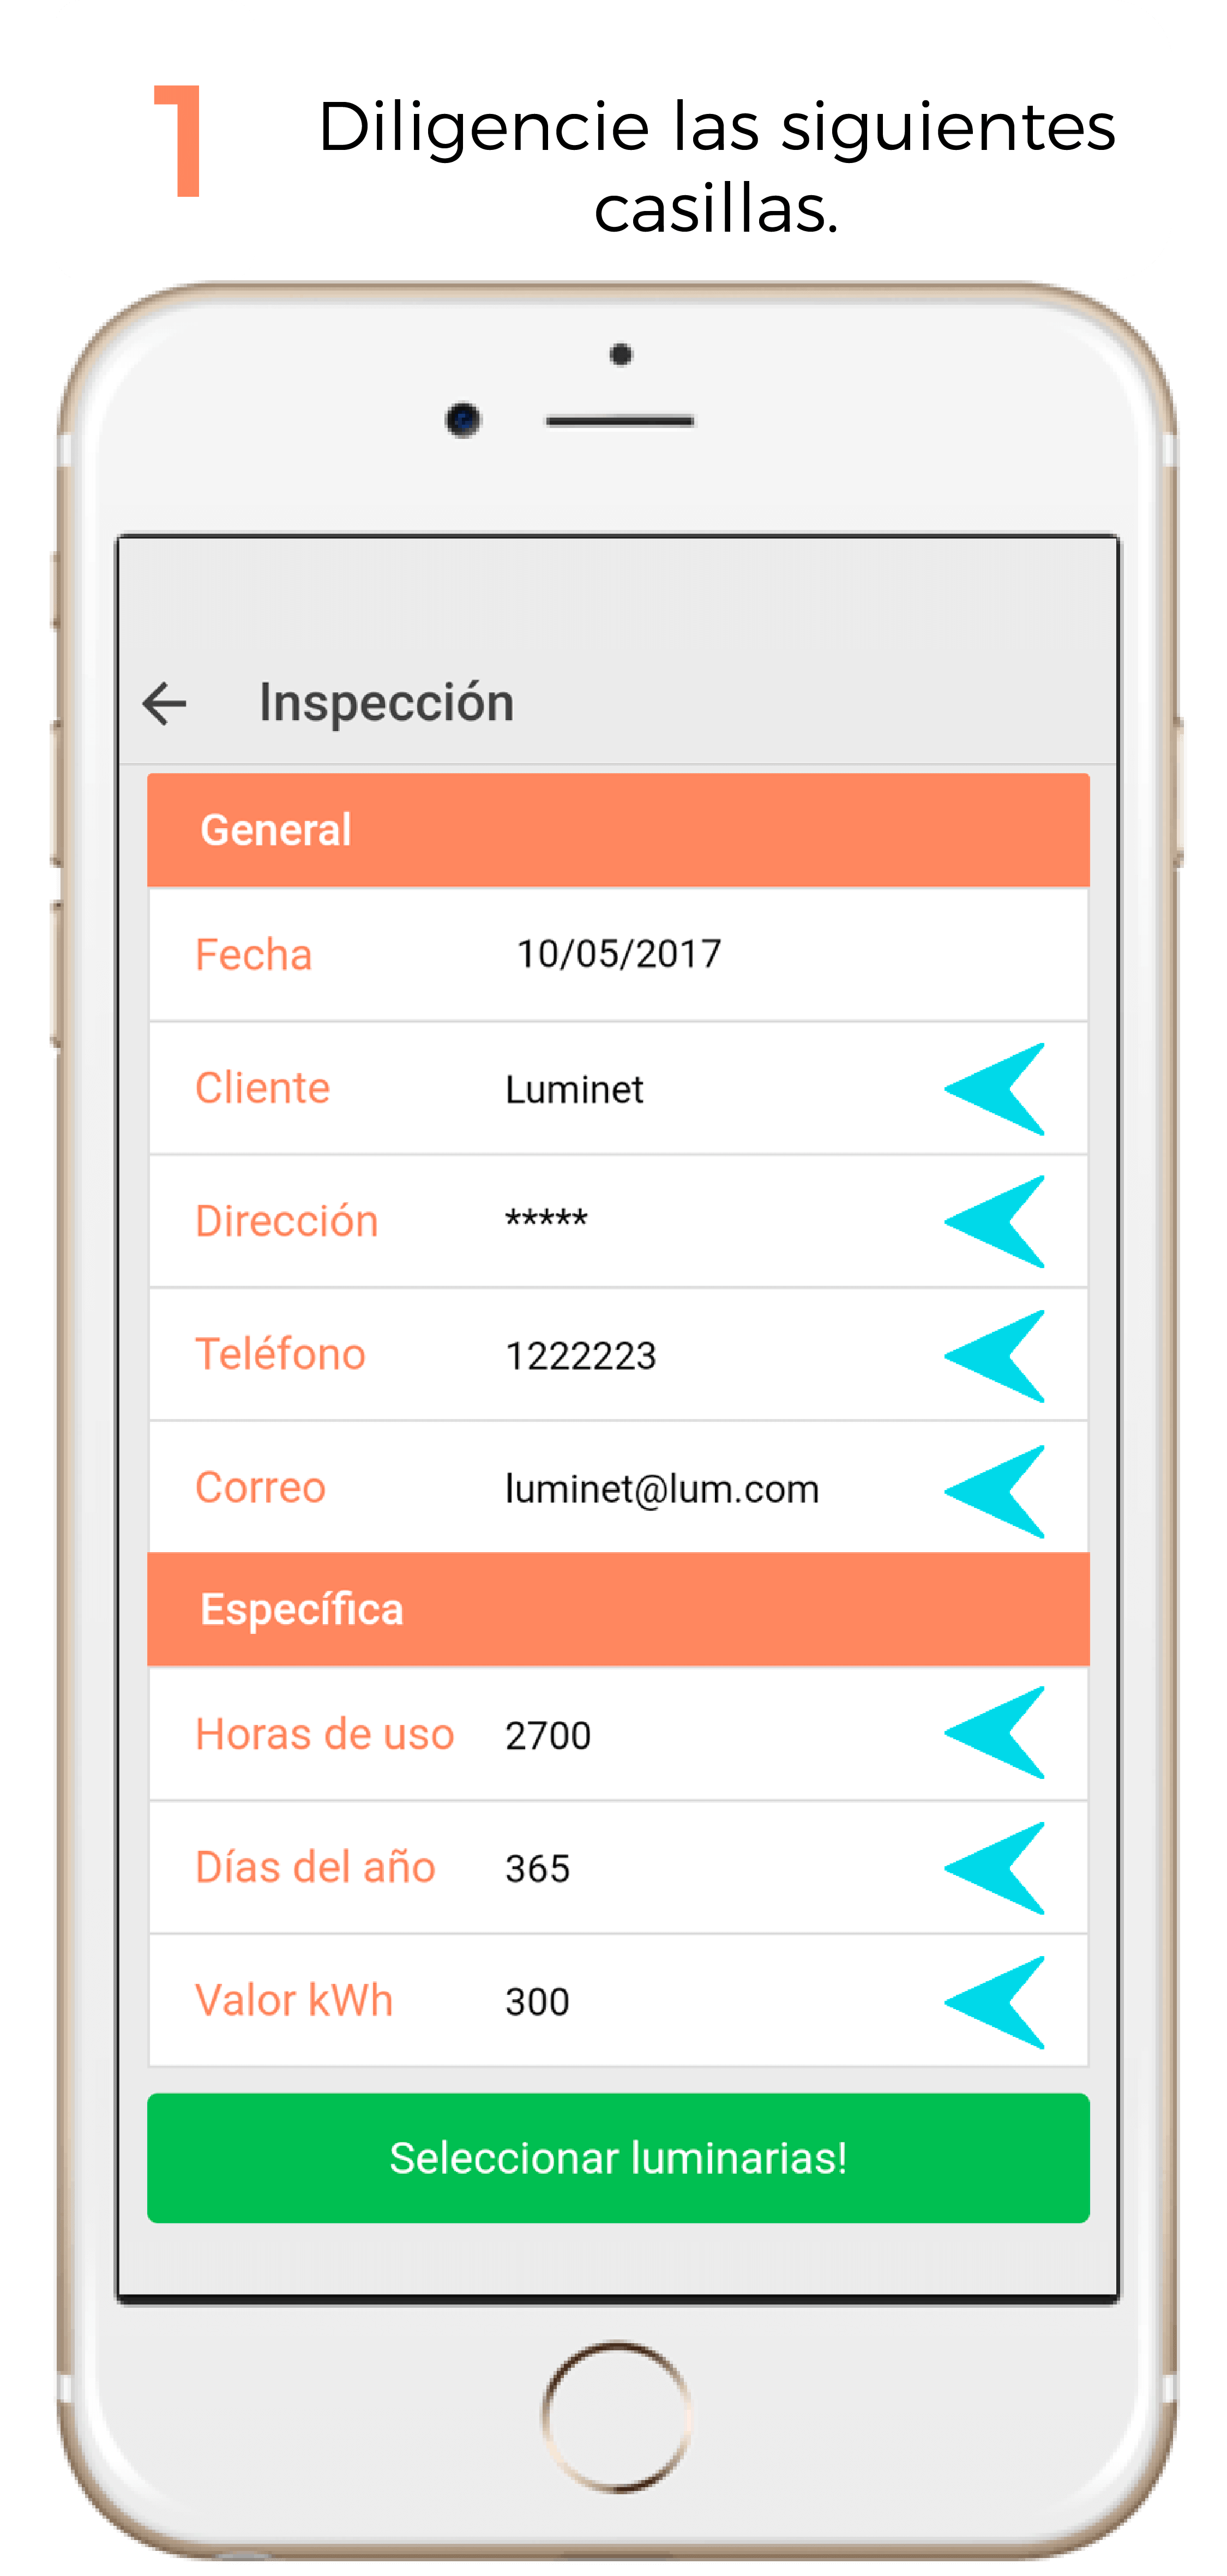 1
Diligencie las siguientes
casillas.
Inspección
General
Fecha 10/05/2017
Cliente Luminet
Dirección *****
Teléfono 1222223
Correo luminet@lum.com
Específica
Horas de uso 2700
Días del año 365
Valor kWh 300
Seleccionar luminarias!